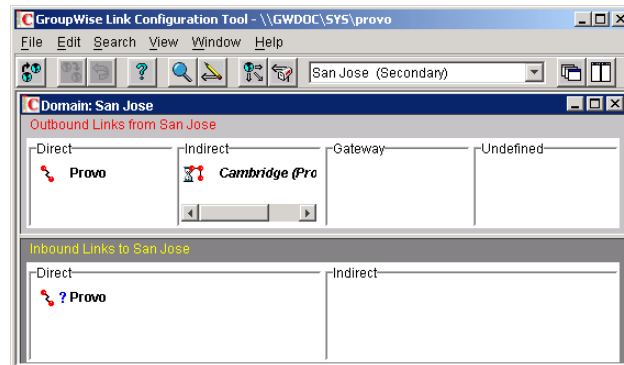 GroupWise Link Configuration Tool - \\GWDOC\SYS\provo
File Edit Search View Window Help
San Jose (Secondary)
Domain: San Jose
Outbound Links from San Jose
Direct Indirect Gateway Undefined
Provo Cambridge (Pro
Inbound Links to San Jose
Direct Indirect
? Provo